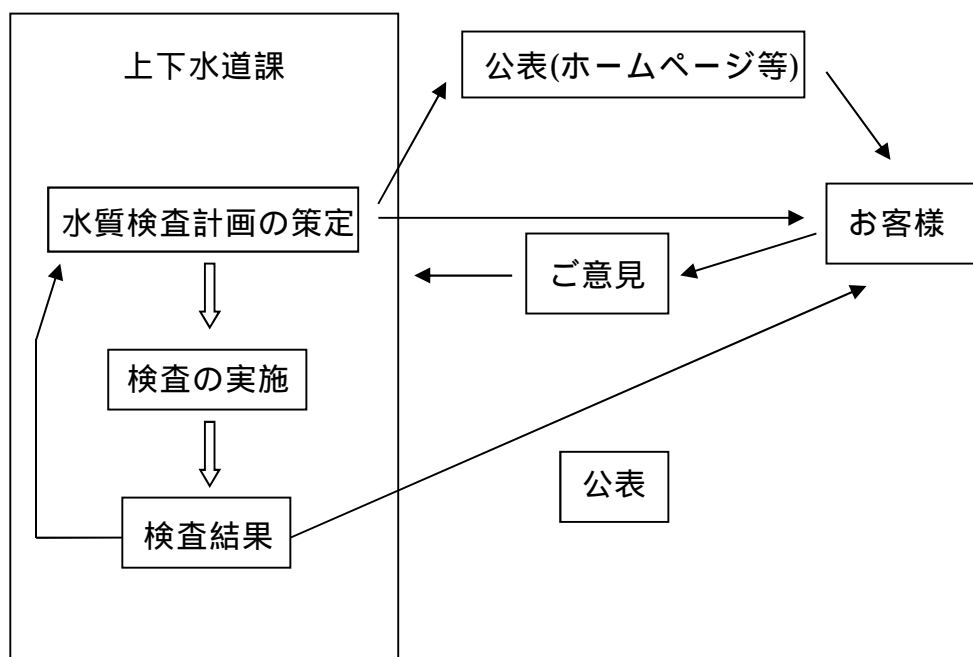 上下水道課
公表(ホームページ等)
水質検査計画の策定
お客様
ご意見
検査の実施
公表
検査結果